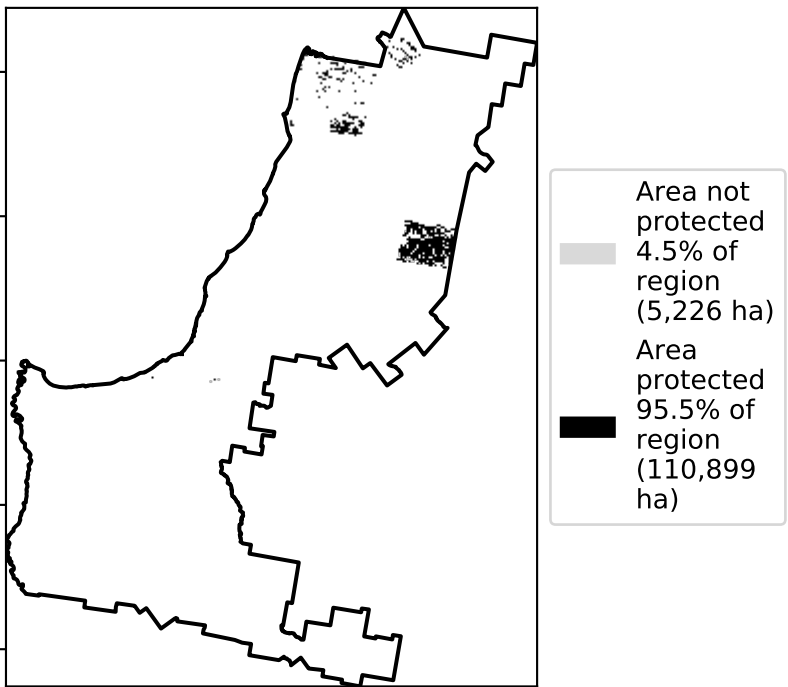 Area not
protected
4.5% of
region
(5,226 ha)
Area
protected
95.5% of
region
(110,899
ha)